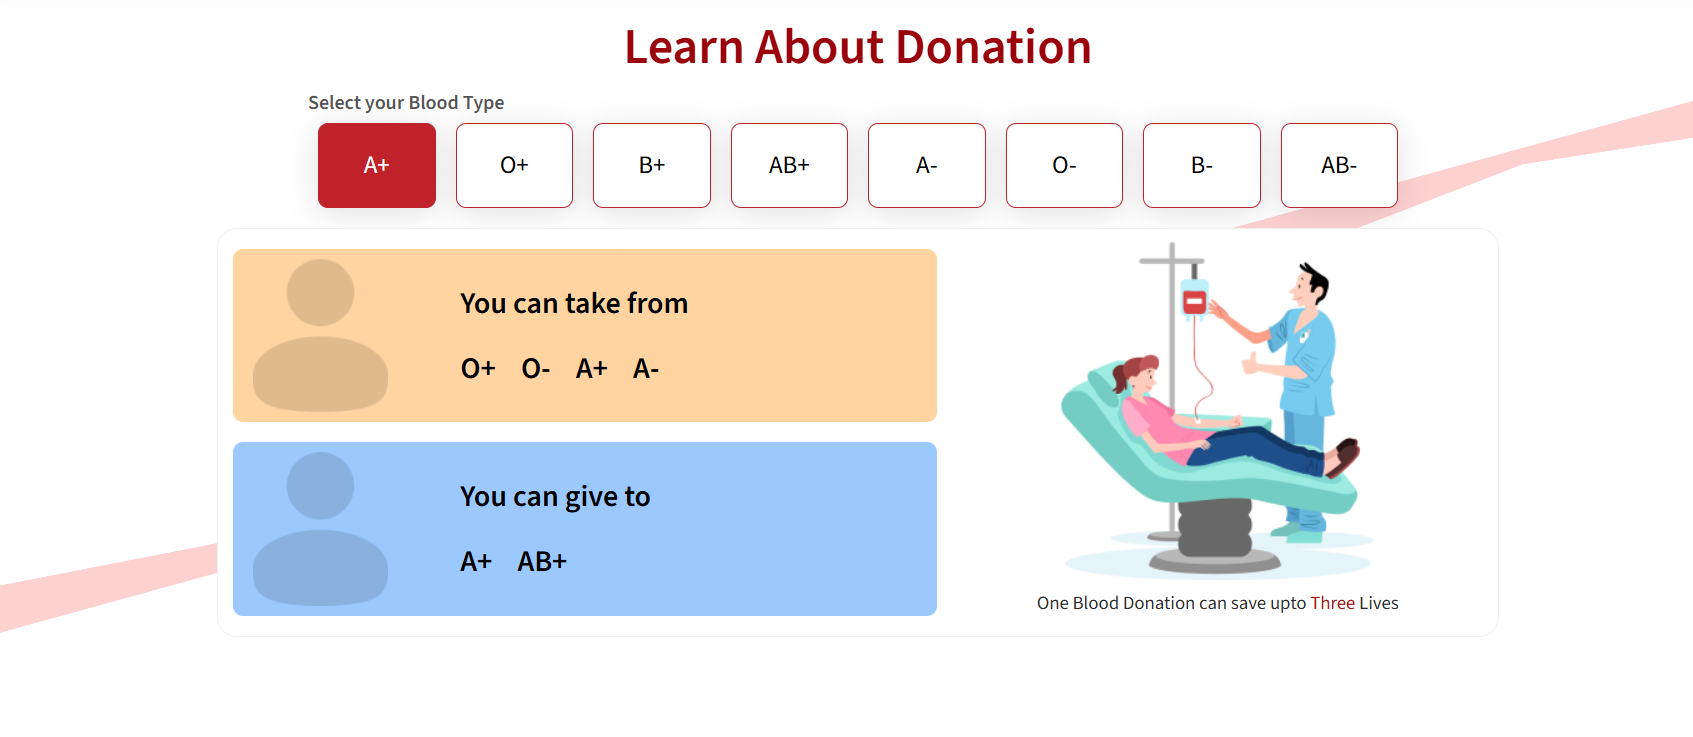 Learn About Donation
Select your Blood Type
A+ O+ B+ AB+ A- O- B- AB-
You can take from
O+ O- A+ A-
You can give to
A+ AB+
One Blood Donation can save upto Three Lives